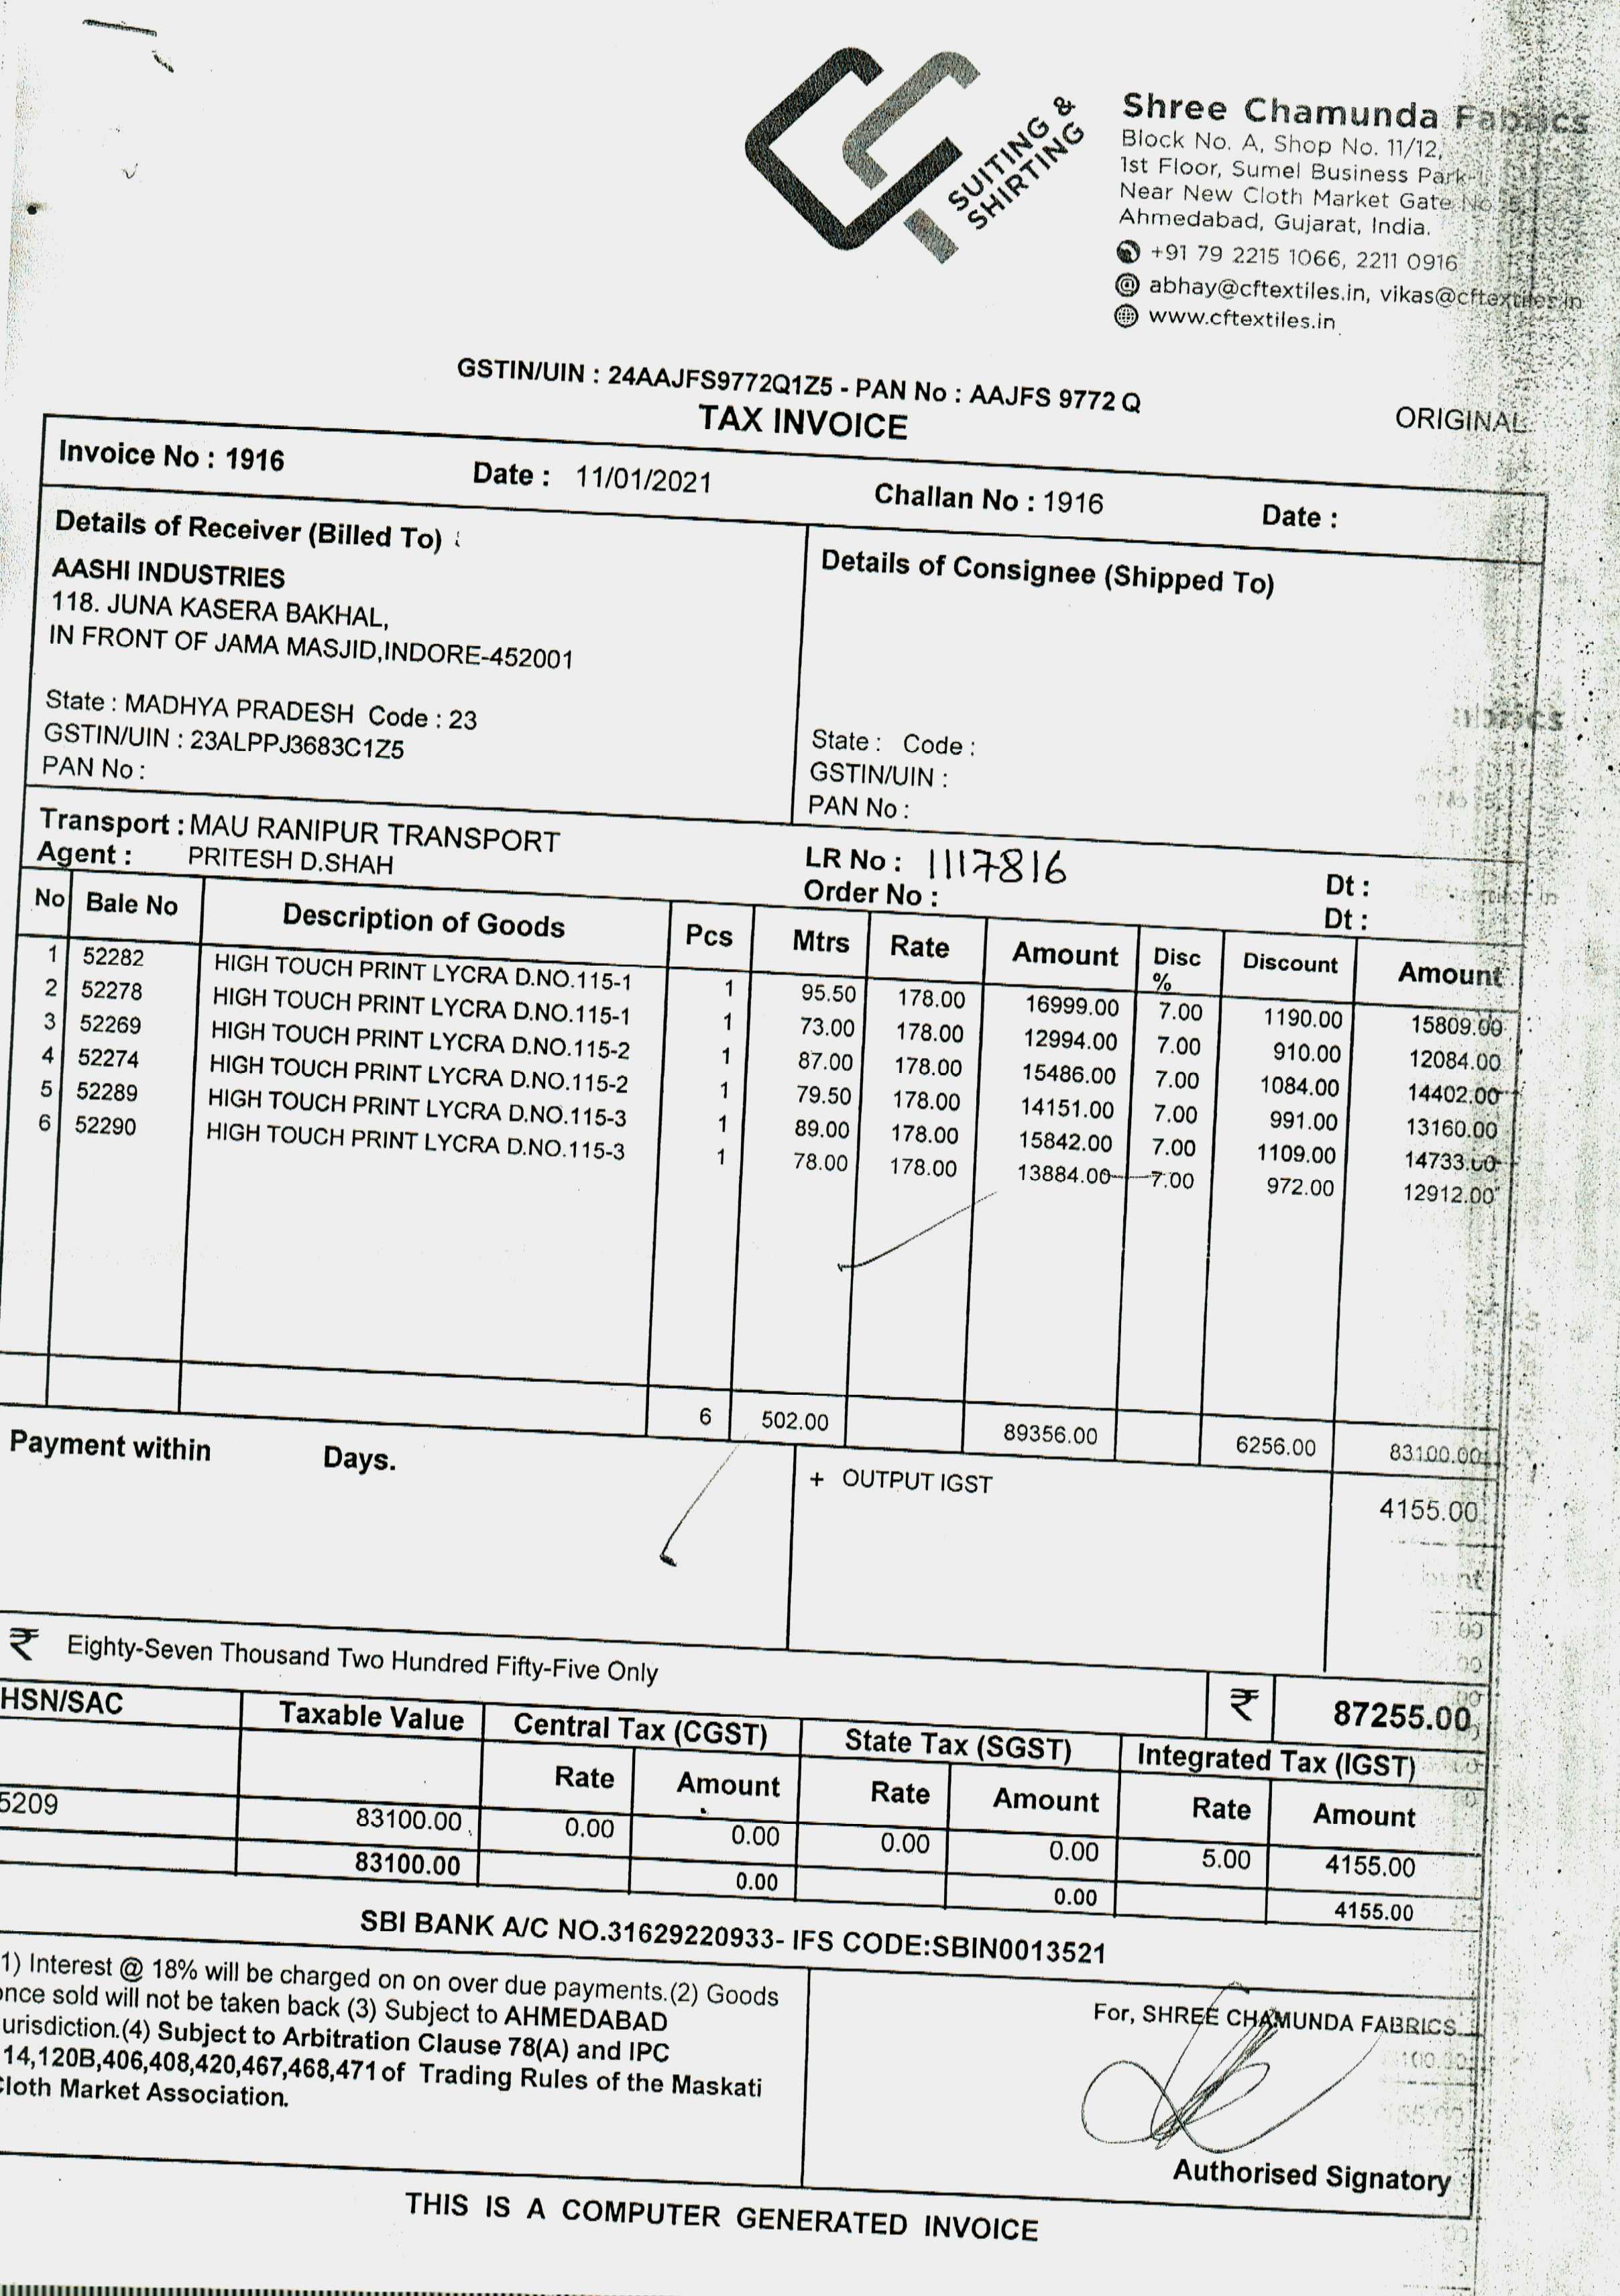 SUITING &
SHIRTING
Shree Chamunda Fabrics
Block No. A, Shop No. 11/12,
1st Floor, Sumel Business Park-
Near New Cloth Market Gate No.
Ahmedabad, Gujarat, India.
+91 79 2215 1066, 2211 0916
abhay@cftextiles.in, vikas@cftextiles.in
www.cftextiles.in
GSTIN/UIN : 24AAJFS9772Q1Z5 - PAN No : AAJFS 9772 Q
TAX INVOICE
ORIGINAL
Invoice No : 1916 Date : 11/01/2021 Challan No : 1916 Date :
Details of Receiver (Billed To)
AASHI INDUSTRIES
118. JUNA KASERA BAKHAL,
IN FRONT OF JAMA MASJID,INDORE-452001
State : MADHYA PRADESH Code : 23
GSTIN/UIN : 23ALPPJ3683C1Z5
PAN No :
Details of Consignee (Shipped To)
State : Code :
GSTIN/UIN :
PAN No :
Transport : MAU RANIPUR TRANSPORT
Agent : PRITESH D.SHAH
LR No : 1117816 Dt :
Order No : Dt :
No Bale No Description of Goods Pcs Mtrs Rate Amount Disc % Discount Amount
1 52282 HIGH TOUCH PRINT LYCRA D.NO.115-1 1 95.50 178.00 16999.00 7.00 1190.00 15809.00
2 52278 HIGH TOUCH PRINT LYCRA D.NO.115-1 1 73.00 178.00 12994.00 7.00 910.00 12084.00
3 52269 HIGH TOUCH PRINT LYCRA D.NO.115-2 1 87.00 178.00 15486.00 7.00 1084.00 14402.00
4 52274 HIGH TOUCH PRINT LYCRA D.NO.115-2 1 79.50 178.00 14151.00 7.00 991.00 13160.00
5 52289 HIGH TOUCH PRINT LYCRA D.NO.115-3 1 89.00 178.00 15842.00 7.00 1109.00 14733.00
6 52290 HIGH TOUCH PRINT LYCRA D.NO.115-3 1 78.00 178.00 13884.00 7.00 972.00 12912.00
6 502.00 89356.00 6256.00 83100.00
Payment within Days.
+ OUTPUT IGST 4155.00
₹ Eighty-Seven Thousand Two Hundred Fifty-Five Only
₹ 87255.00
HSN/SAC Taxable Value Central Tax (CGST) State Tax (SGST) Integrated Tax (IGST)
Rate Amount Rate Amount Rate Amount
5209 83100.00 0.00 0.00 0.00 0.00 5.00 4155.00
83100.00 0.00 0.00 4155.00
SBI BANK A/C NO.31629220933- IFS CODE:SBIN0013521
1) Interest @ 18% will be charged on on over due payments.(2) Goods
once sold will not be taken back (3) Subject to AHMEDABAD
urisdiction.(4) Subject to Arbitration Clause 78(A) and IPC
14,120B,406,408,420,467,468,471 of Trading Rules of the Maskati
Cloth Market Association.
For, SHREE CHAMUNDA FABRICS
Authorised Signatory
THIS IS A COMPUTER GENERATED INVOICE